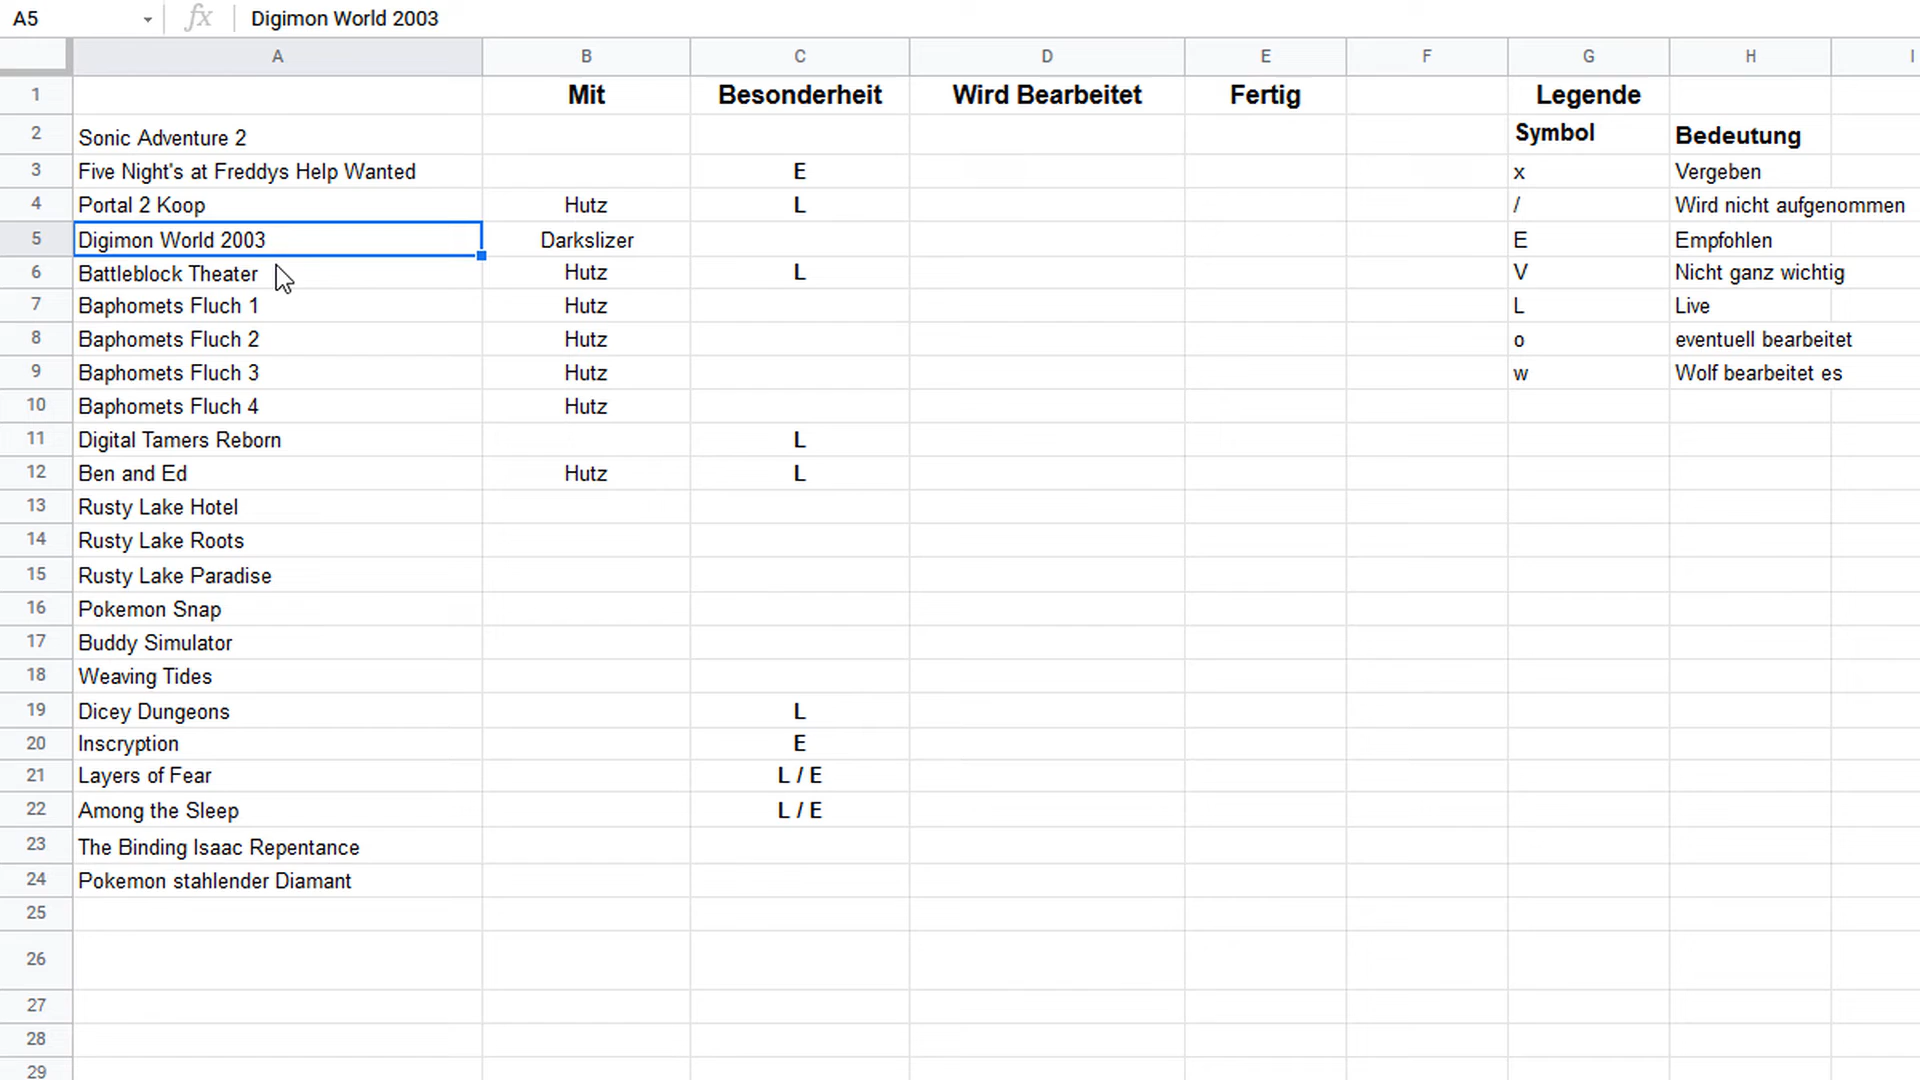 A5 fx Digimon World 2003
A B C D E F G H I
1 Mit Besonderheit Wird Bearbeitet Fertig Legende
2 Sonic Adventure 2 Symbol Bedeutung
3 Five Night's at Freddys Help Wanted E x Vergeben
4 Portal 2 Koop Hutz L / Wird nicht aufgenommen
5 Digimon World 2003 Darkslizer E Empfohlen
6 Battleblock Theater Hutz L V Nicht ganz wichtig
7 Baphomets Fluch 1 Hutz L Live
8 Baphomets Fluch 2 Hutz o eventuell bearbeitet
9 Baphomets Fluch 3 Hutz w Wolf bearbeitet es
10 Baphomets Fluch 4 Hutz
11 Digital Tamers Reborn L
12 Ben and Ed Hutz L
13 Rusty Lake Hotel
14 Rusty Lake Roots
15 Rusty Lake Paradise
16 Pokemon Snap
17 Buddy Simulator
18 Weaving Tides
19 Dicey Dungeons L
20 Inscryption E
21 Layers of Fear L / E
22 Among the Sleep L / E
23 The Binding Isaac Repentance
24 Pokemon stahlender Diamant
25
26
27
28
29